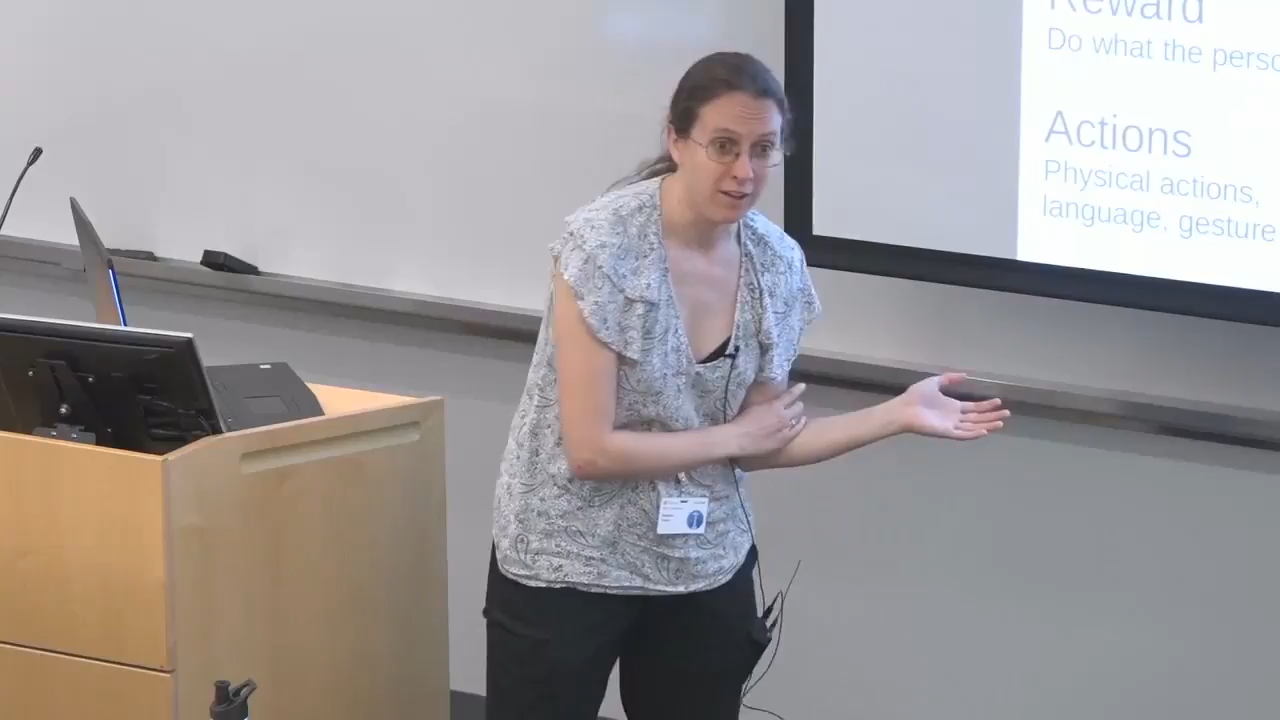 Reward
Do what the perso
Actions
Physical actions,
language, gesture